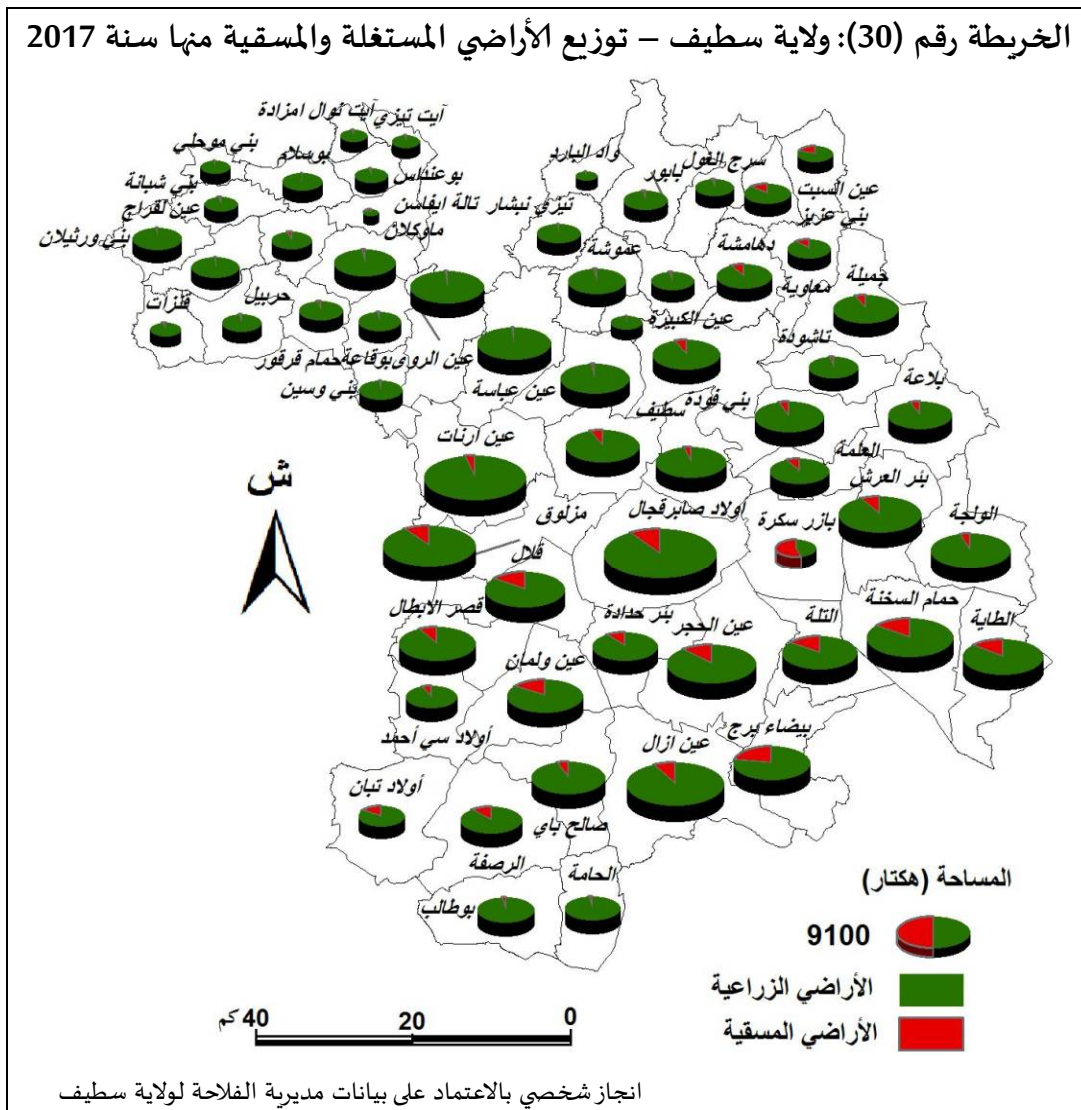 الخريطة رقم (30): ولاية سطيف – توزيع الأراضي المستغلة والمسقية منها سنة 2017
آيت نوال امزادة
آيت تيزي
بني موحلي
بوسلام
بوعنداس
واد البارد
بابور
سرج الغول
عين السبت
بني عزيز
بني شبانة
عين لقراج
بني ورثيلان
تالة ايفاسن
ماوكلان
تيزي نبشار
عموشة
دهامشة
معاوية
جميلة
قنزات
حربيل
عين الكبيرة
تاشودة
حمام قرقور
بوقاعة
عين الروى
بني وسين
عين عباسة
سطيف
بني فودة
بلاعة
عين ارنات
العلمة
بئر العرش
مزلوق
اولاد صابر
قجال
بازر سكرة
الولجة
قلال
قصر الابطال
بئر حدادة
عين الحجر
التلة
حمام السخنة
الطاية
عين ولمان
أولاد سي أحمد
عين ازال
بيضاء برج
أولاد تبان
صالح باي
الرصفة
الحامة
بوطالب
ش
المساحة (هكتار)
9100
الأراضي الزراعية
الأراضي المسقية
40 كم
20
0
انجاز شخصي بالاعتماد على بيانات مديرية الفلاحة لولاية سطيف